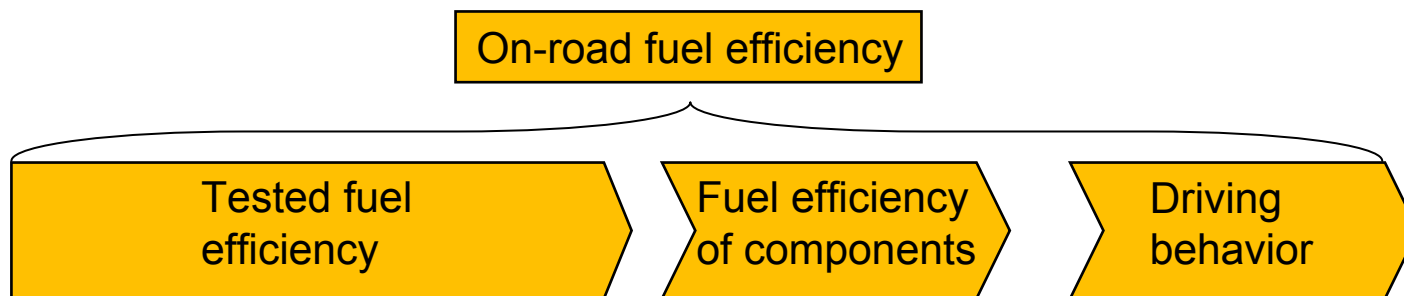 On-road fuel efficiency
Tested fuel
efficiency
Fuel efficiency
of components
Driving
behavior